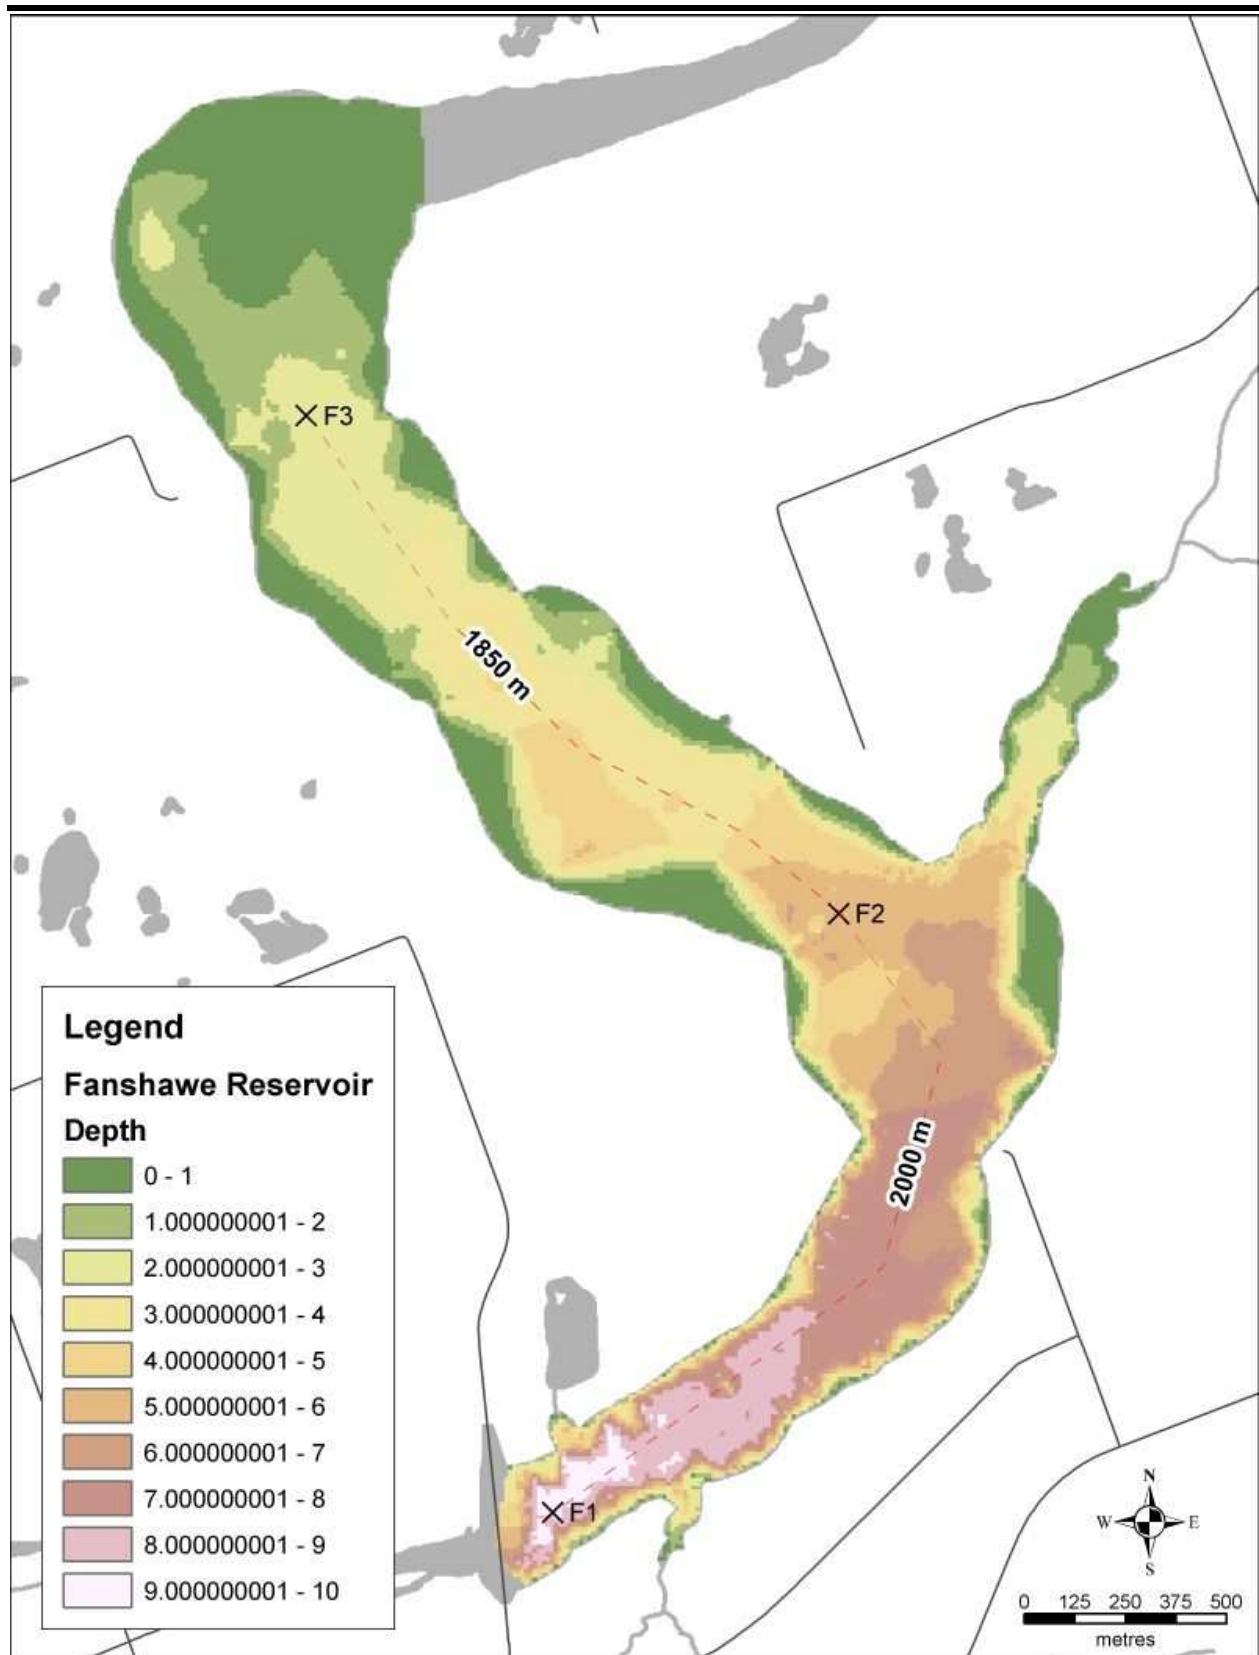 F3
1850 m
F2
2000 m
F1
Legend
Fanshawe Reservoir
Depth
0 - 1
1.000000001 - 2
2.000000001 - 3
3.000000001 - 4
4.000000001 - 5
5.000000001 - 6
6.000000001 - 7
7.000000001 - 8
8.000000001 - 9
9.000000001 - 10
N
W E
S
0 125 250 375 500
metres